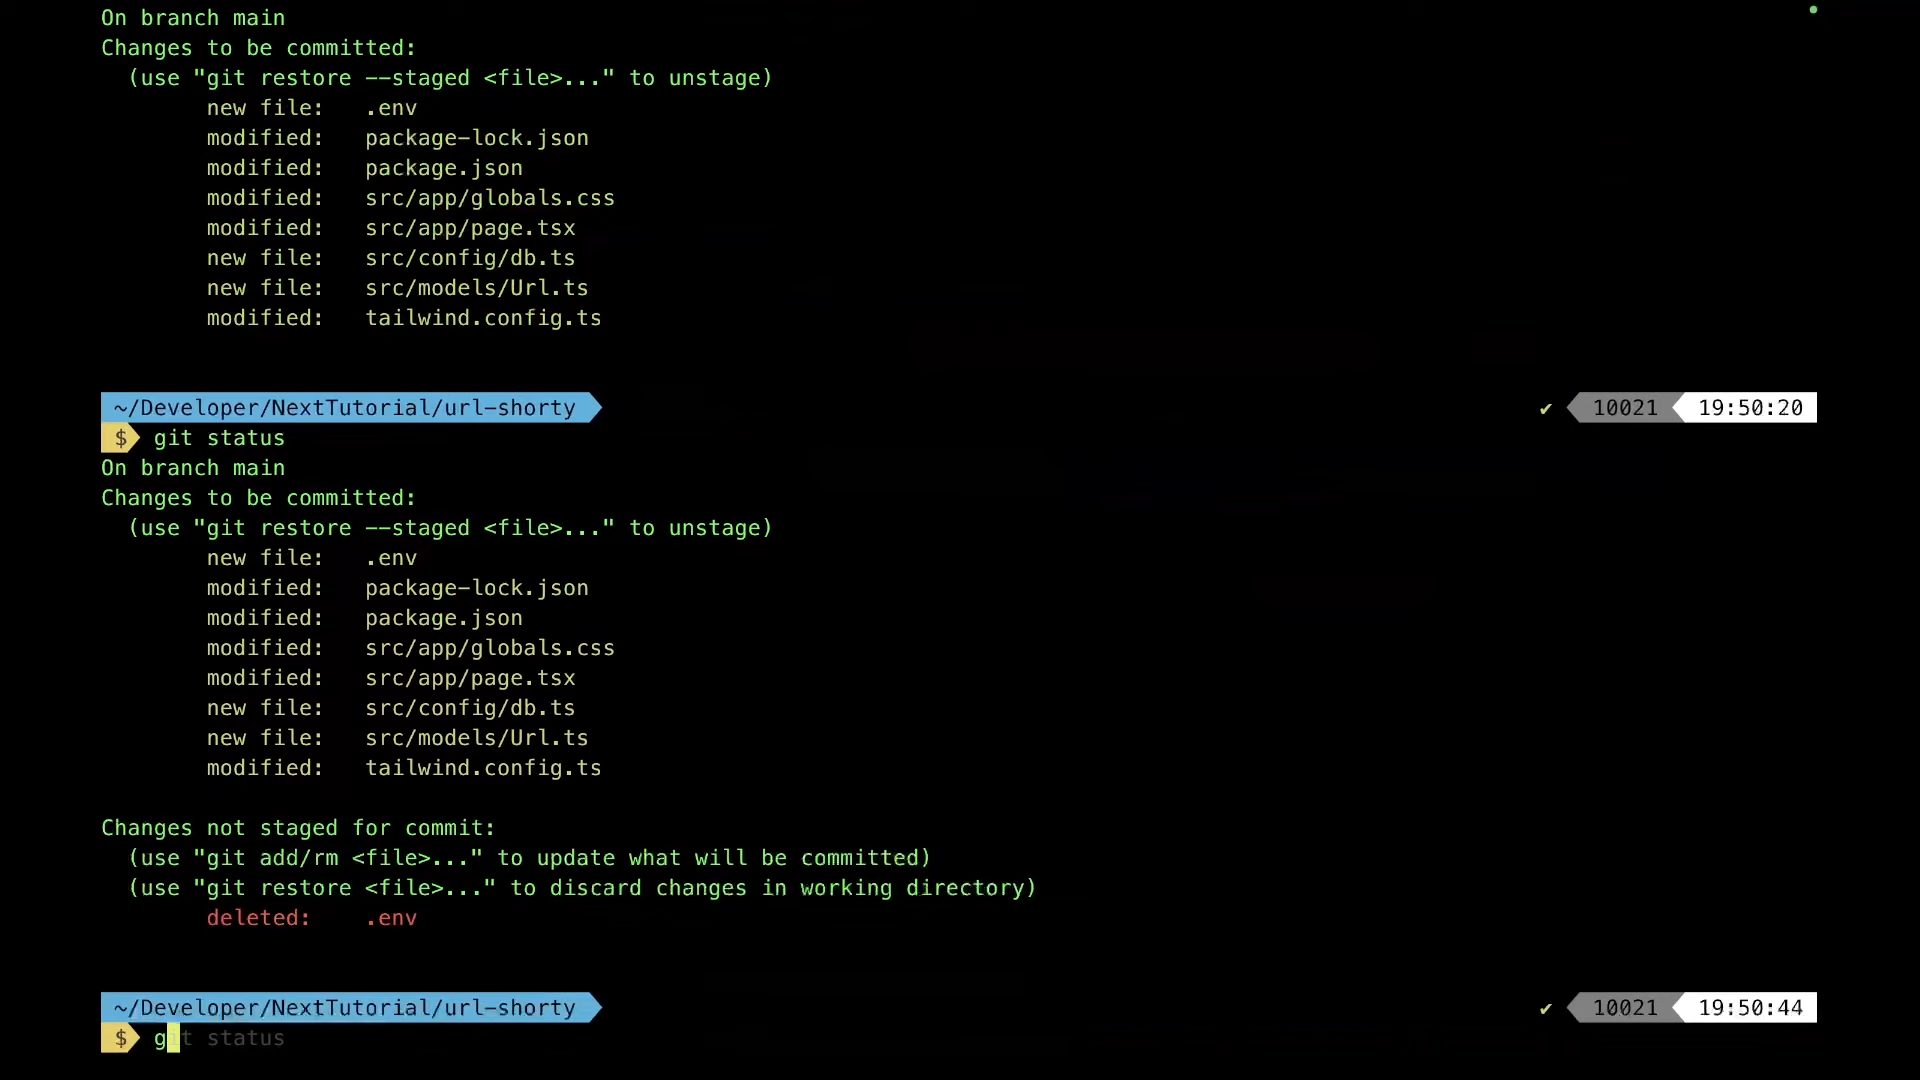 On branch main
Changes to be committed:
  (use "git restore --staged <file>..." to unstage)
        new file:   .env
        modified:   package-lock.json
        modified:   package.json
        modified:   src/app/globals.css
        modified:   src/app/page.tsx
        new file:   src/config/db.ts
        new file:   src/models/Url.ts
        modified:   tailwind.config.ts
~/Developer/NextTutorial/url-shorty ✔ 10021 19:50:20
$ git status
On branch main
Changes to be committed:
  (use "git restore --staged <file>..." to unstage)
        new file:   .env
        modified:   package-lock.json
        modified:   package.json
        modified:   src/app/globals.css
        modified:   src/app/page.tsx
        new file:   src/config/db.ts
        new file:   src/models/Url.ts
        modified:   tailwind.config.ts
Changes not staged for commit:
  (use "git add/rm <file>..." to update what will be committed)
  (use "git restore <file>..." to discard changes in working directory)
        deleted:    .env
~/Developer/NextTutorial/url-shorty ✔ 10021 19:50:44
$ git status